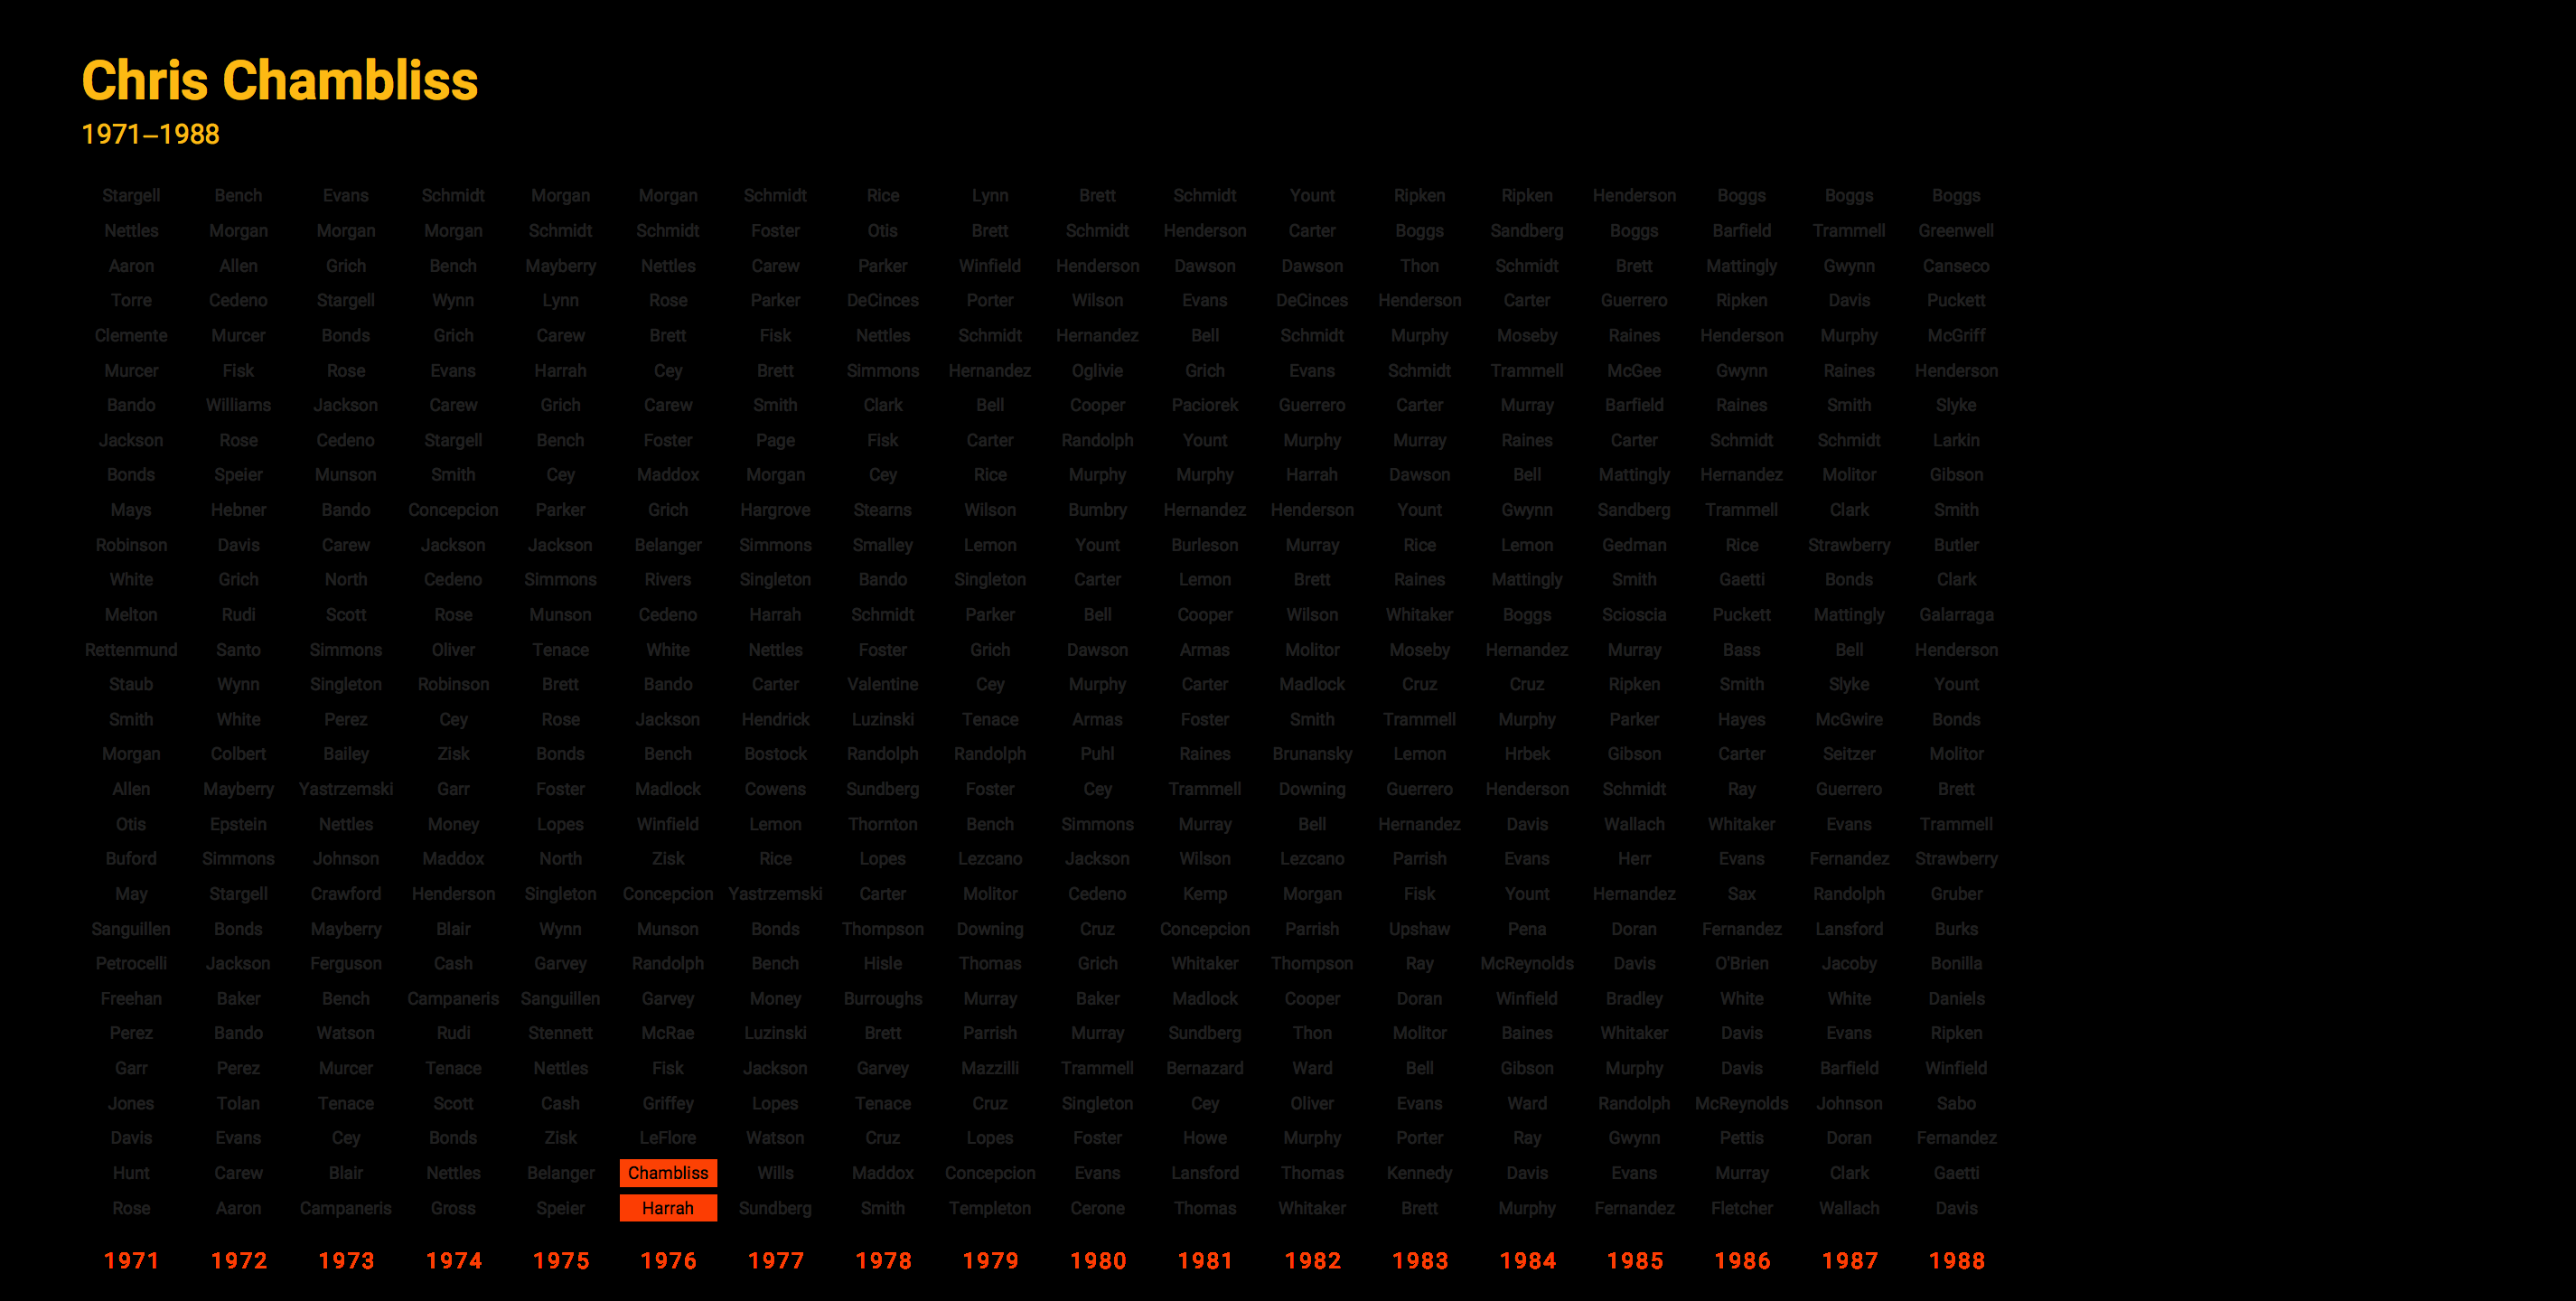 Chris Chambliss
1971–1988
Stargell Bench Evans Schmidt Morgan Morgan Schmidt Rice Lynn Brett Schmidt Yount Ripken Ripken Henderson Boggs Boggs Boggs
Nettles Morgan Morgan Morgan Schmidt Schmidt Foster Otis Brett Schmidt Henderson Carter Boggs Sandberg Boggs Barfield Trammell Greenwell
Aaron Allen Grich Bench Mayberry Nettles Carew Parker Winfield Henderson Dawson Dawson Thon Schmidt Brett Mattingly Gwynn Canseco
Torre Cedeno Stargell Wynn Lynn Rose Parker DeCinces Porter Wilson Evans DeCinces Henderson Carter Guerrero Ripken Davis Puckett
Clemente Murcer Bonds Grich Carew Brett Fisk Nettles Schmidt Hernandez Bell Schmidt Murphy Moseby Raines Henderson Murphy McGriff
Murcer Fisk Rose Evans Harrah Cey Brett Simmons Hernandez Oglivie Grich Evans Schmidt Trammell McGee Gwynn Raines Henderson
Bando Williams Jackson Carew Grich Carew Smith Clark Bell Cooper Paciorek Guerrero Carter Murray Barfield Raines Smith Slyke
Jackson Rose Cedeno Stargell Bench Foster Page Fisk Carter Randolph Yount Murphy Murray Raines Carter Schmidt Schmidt Larkin
Bonds Speier Munson Smith Cey Maddox Morgan Cey Rice Murphy Murphy Harrah Dawson Bell Mattingly Hernandez Molitor Gibson
Mays Hebner Bando Concepcion Parker Grich Hargrove Stearns Wilson Bumbry Hernandez Henderson Yount Gwynn Sandberg Trammell Clark Smith
Robinson Davis Carew Jackson Jackson Belanger Simmons Smalley Lemon Yount Burleson Murray Rice Lemon Gedman Rice Strawberry Butler
White Grich North Cedeno Simmons Rivers Singleton Bando Singleton Carter Lemon Brett Raines Mattingly Smith Gaetti Bonds Clark
Melton Rudi Scott Rose Munson Cedeno Harrah Schmidt Parker Bell Cooper Wilson Whitaker Boggs Scioscia Puckett Mattingly Galarraga
Rettenmund Santo Simmons Oliver Tenace White Nettles Foster Grich Dawson Armas Molitor Moseby Hernandez Murray Bass Bell Henderson
Staub Wynn Singleton Robinson Brett Bando Carter Valentine Cey Murphy Carter Madlock Cruz Cruz Ripken Smith Slyke Yount
Smith White Perez Cey Rose Jackson Hendrick Luzinski Tenace Armas Foster Smith Trammell Murphy Parker Hayes McGwire Bonds
Morgan Colbert Bailey Zisk Bonds Bench Bostock Randolph Randolph Puhl Raines Brunansky Lemon Hrbek Gibson Carter Seitzer Molitor
Allen Mayberry Yastrzemski Garr Foster Madlock Cowens Sundberg Foster Cey Trammell Downing Guerrero Henderson Schmidt Ray Guerrero Brett
Otis Epstein Nettles Money Lopes Winfield Lemon Thornton Bench Simmons Murray Bell Hernandez Davis Wallach Whitaker Evans Trammell
Buford Simmons Johnson Maddox North Zisk Rice Lopes Lezcano Jackson Wilson Lezcano Parrish Evans Herr Evans Fernandez Strawberry
May Stargell Crawford Henderson Singleton Concepcion Yastrzemski Carter Molitor Cedeno Kemp Morgan Fisk Yount Hernandez Sax Randolph Gruber
Sanguillen Bonds Mayberry Blair Wynn Munson Bonds Thompson Downing Cruz Concepcion Parrish Upshaw Pena Doran Fernandez Lansford Burks
Petrocelli Jackson Ferguson Cash Garvey Randolph Bench Hisle Thomas Grich Whitaker Thompson Ray McReynolds Davis O'Brien Jacoby Bonilla
Freehan Baker Bench Campaneris Sanguillen Garvey Money Burroughs Murray Baker Madlock Cooper Doran Winfield Bradley White White Daniels
Perez Bando Watson Rudi Stennett McRae Luzinski Brett Parrish Murray Sundberg Thon Molitor Baines Whitaker Davis Evans Ripken
Garr Perez Murcer Tenace Nettles Fisk Jackson Garvey Mazzilli Trammell Bernazard Ward Bell Gibson Murphy Davis Barfield Winfield
Jones Tolan Tenace Scott Cash Griffey Lopes Tenace Cruz Singleton Cey Oliver Evans Ward Randolph McReynolds Johnson Sabo
Davis Evans Cey Bonds Zisk LeFlore Watson Cruz Lopes Foster Howe Murphy Porter Ray Gwynn Pettis Doran Fernandez
Hunt Carew Blair Nettles Belanger Chambliss Wills Maddox Concepcion Evans Lansford Thomas Kennedy Davis Evans Murray Clark Gaetti
Rose Aaron Campaneris Gross Speier Harrah Sundberg Smith Templeton Cerone Thomas Whitaker Brett Murphy Fernandez Fletcher Wallach Davis
1971 1972 1973 1974 1975 1976 1977 1978 1979 1980 1981 1982 1983 1984 1985 1986 1987 1988